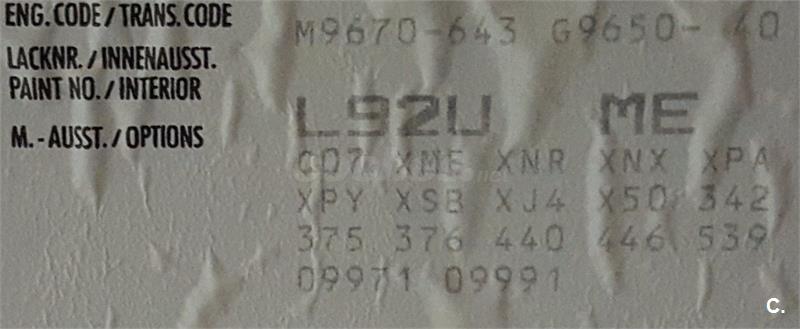 ENG. CODE / TRANS. CODE M9670-643 G9650- 40
LACKNR. / INNENAUSST.
PAINT NO. / INTERIOR L92U ME
M. - AUSST. / OPTIONS
C07 XME XNR XNX XPA
XPY XSB XJ4 X50 342
375 376 440 446 539
09971 09991
C.